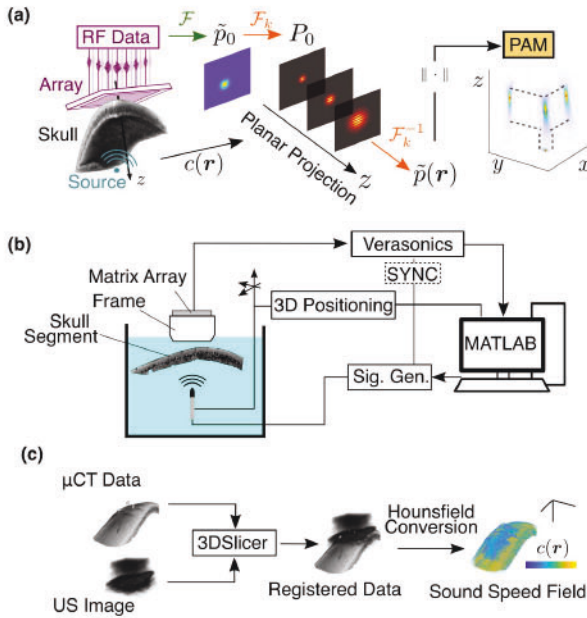 (a)
RF Data
ℱ
p̃₀
ℱₖ
P₀
‖ · ‖
PAM
Array
Skull
Source
z
c(r)
Planar Projection
z
ℱₖ⁻¹
p̃(r)
z
y
x
(b)
Verasonics
SYNC
Matrix Array
Frame
3D Positioning
Skull
Segment
MATLAB
Sig. Gen.
(c)
μCT Data
3DSlicer
Hounsfield
Conversion
c(r)
US Image
Registered Data
Sound Speed Field